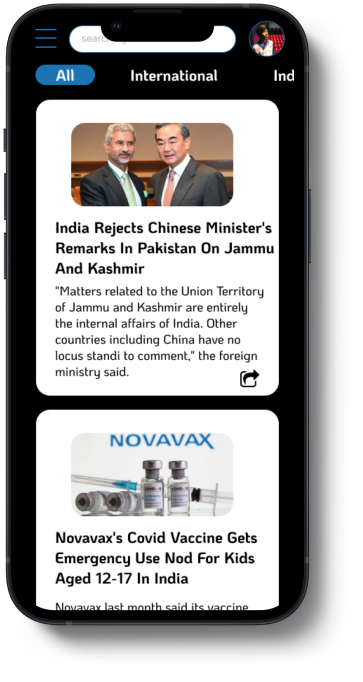 search
All International Ind
India Rejects Chinese Minister's
Remarks In Pakistan On Jammu
And Kashmir
"Matters related to the Union Territory
of Jammu and Kashmir are entirely
the internal affairs of India. Other
countries including China have no
locus standi to comment," the foreign
ministry said.
NOVAVAX
Novavax's Covid Vaccine Gets
Emergency Use Nod For Kids
Aged 12-17 In India
Novavax last month said its vaccine